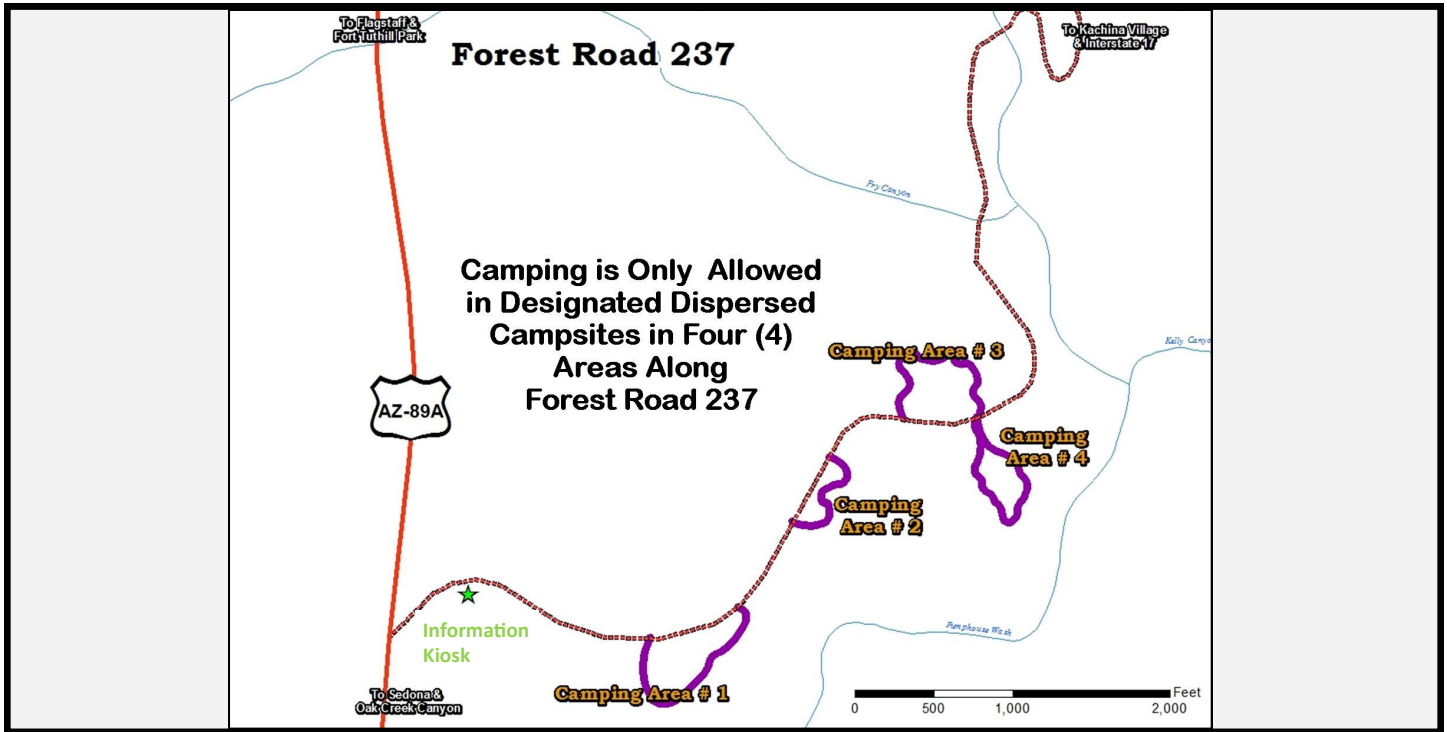 To Flagstaff &
Fort Tuthill Park
Forest Road 237
To Kachina Village
& Interstate 17
Fry Canyon
Camping is Only Allowed
in Designated Dispersed
Campsites in Four (4)
Areas Along
Forest Road 237
Kelly Canyo
Camping Area # 3
AZ-89A
Camping
Area # 4
Camping
Area # 2
Information
Kiosk
Pumphouse Wash
To Sedona &
Oak Creek Canyon
Camping Area # 1
Feet
0 500 1,000 2,000